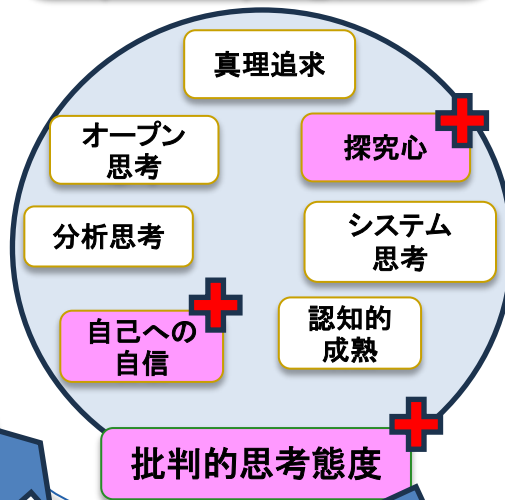 真理追求
オープン
思考
探究心
分析思考
システム
思考
自己への
自信
認知的
成熟
批判的思考態度